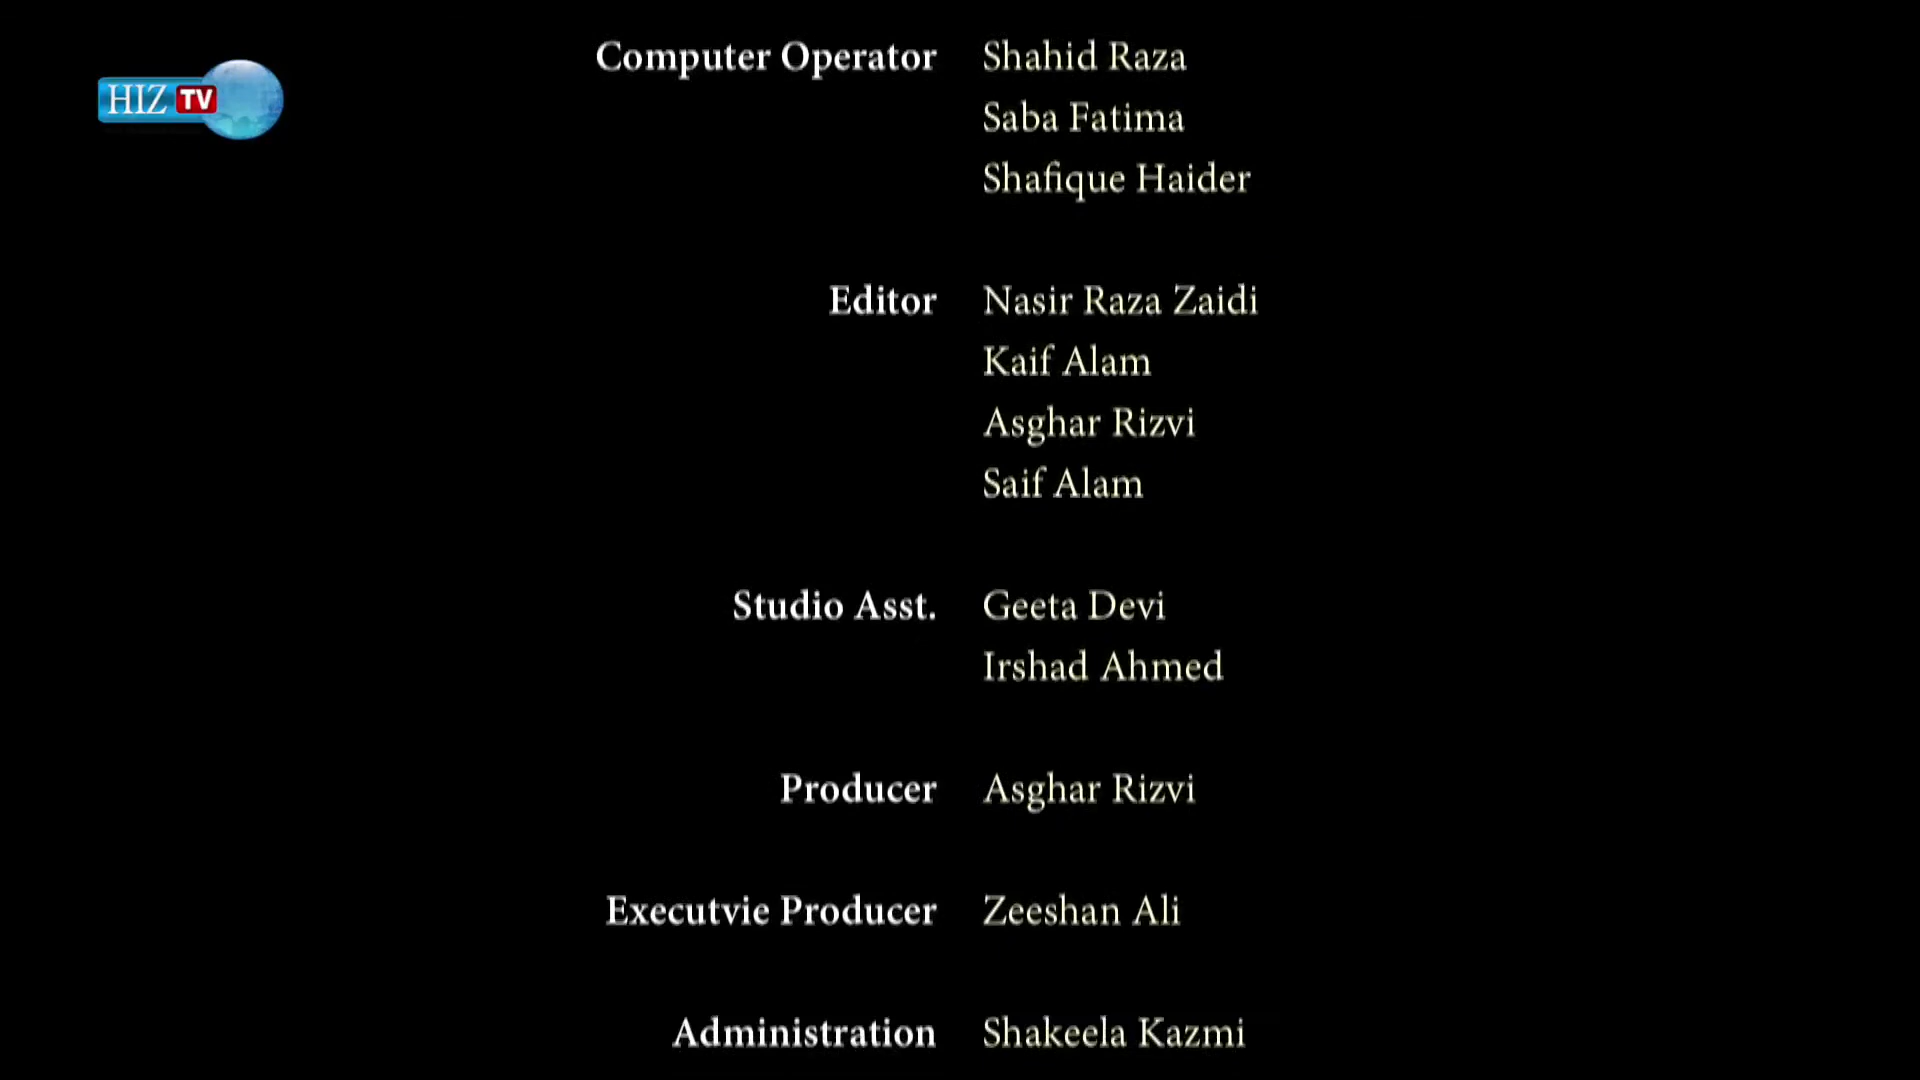 HIZ TV
Computer Operator Shahid Raza
Saba Fatima
Shafique Haider
Editor Nasir Raza Zaidi
Kaif Alam
Asghar Rizvi
Saif Alam
Studio Asst. Geeta Devi
Irshad Ahmed
Producer Asghar Rizvi
Executvie Producer Zeeshan Ali
Administration Shakeela Kazmi